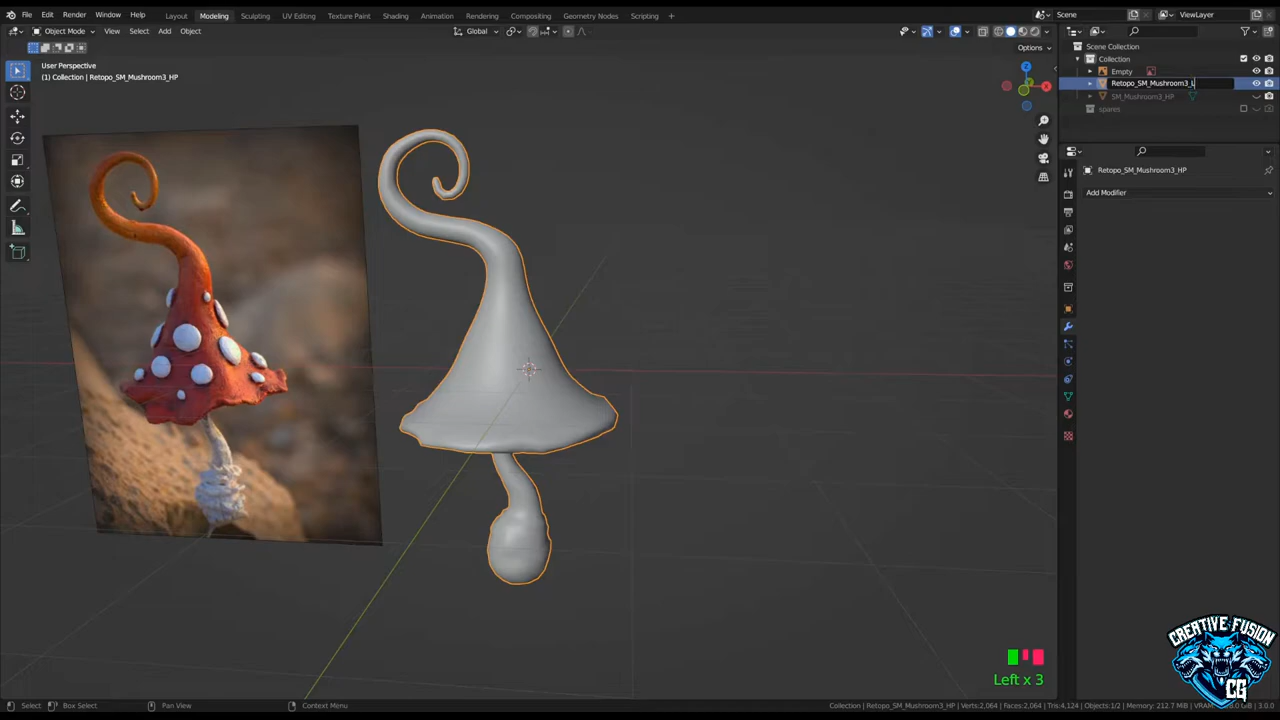 File Edit Render Window Help Layout Modeling Sculpting UV Editing Texture Paint Shading Animation Rendering Compositing Geometry Nodes Scripting + Scene ViewLayer
Object Mode View Select Add Object Global
Options
User Perspective
(1) Collection | Retopo_SM_Mushroom3_HP
Z
X
Scene Collection
Collection
Empty
Retopo_SM_Mushroom3_L
SM_Mushroom3_HP
spares
Retopo_SM_Mushroom3_HP
Add Modifier
Left x 3
CREATIVE FUSION
CG
Select Box Select Pan View Context Menu